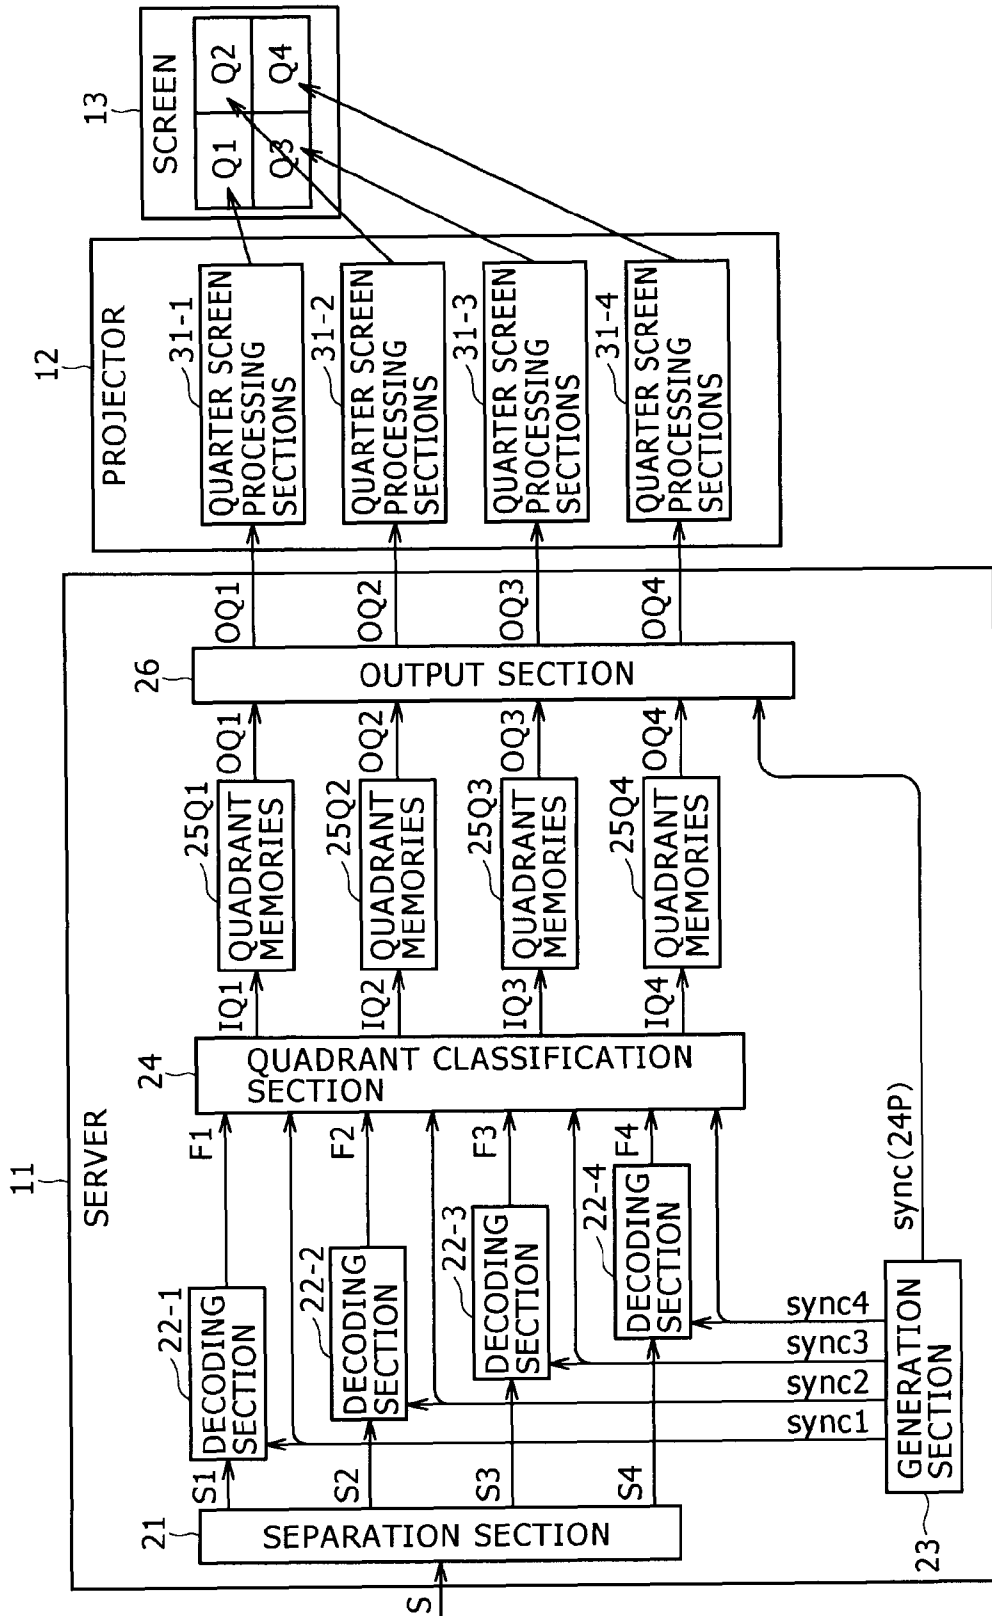 11
SERVER
S
21
SEPARATION SECTION
S1
S2
S3
S4
22-1
DECODING
SECTION
22-2
DECODING
SECTION
22-3
DECODING
SECTION
22-4
DECODING
SECTION
F1
F2
F3
F4
sync1
sync2
sync3
sync4
sync(24P)
23
GENERATION
SECTION
24
QUADRANT CLASSIFICATION
SECTION
IQ1
IQ2
IQ3
IQ4
25Q1
QUADRANT
MEMORIES
25Q2
QUADRANT
MEMORIES
25Q3
QUADRANT
MEMORIES
25Q4
QUADRANT
MEMORIES
OQ1
OQ2
OQ3
OQ4
26
OUTPUT SECTION
OQ1
OQ2
OQ3
OQ4
12
PROJECTOR
31-1
QUARTER SCREEN
PROCESSING
SECTIONS
31-2
QUARTER SCREEN
PROCESSING
SECTIONS
31-3
QUARTER SCREEN
PROCESSING
SECTIONS
31-4
QUARTER SCREEN
PROCESSING
SECTIONS
13
SCREEN
Q1
Q2
Q3
Q4